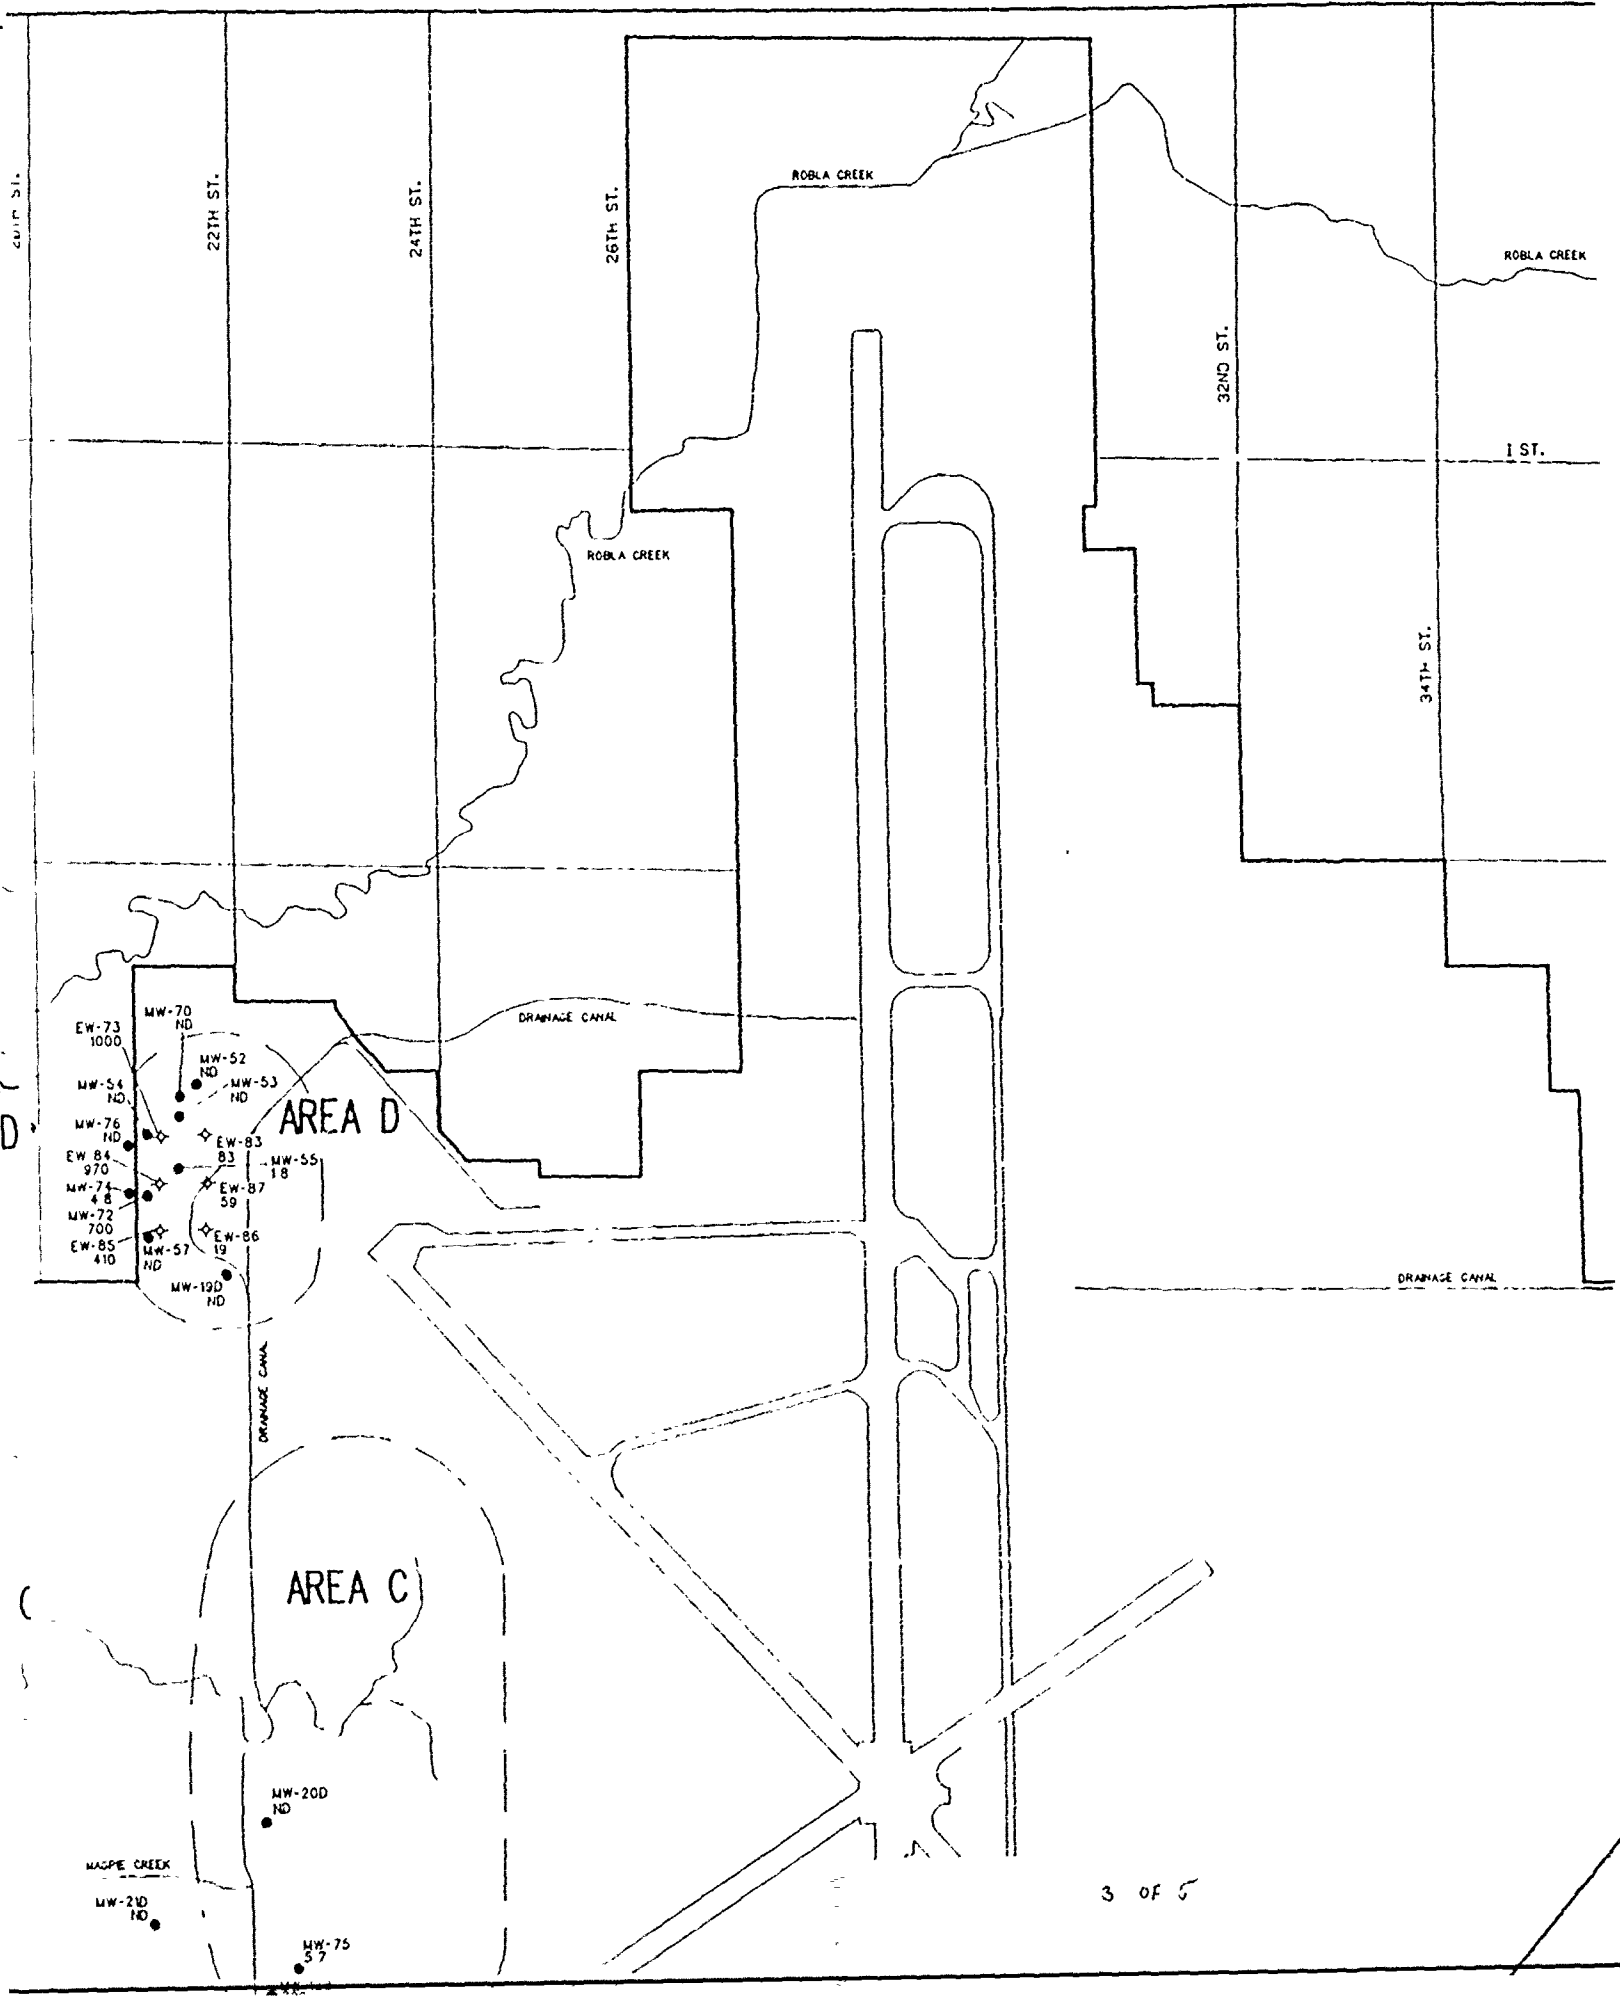 22TH ST.
24TH ST.
26TH ST.
32ND ST.
34TH ST.
ROBLA CREEK
ROBLA CREEK
I ST.
ROBLA CREEK
DRAINAGE CANAL
MW-70
ND
EW-73
1000
MW-52
ND
MW-54
ND
MW-53
ND
AREA D
D
MW-76
ND
EW-83
83
EW 84
970
MW-55
18
MW-74
4 8
EW-87
59
MW-72
700
EW-86
19
EW-85
410
MW-57
ND
MW-19D
ND
DRAINAGE CANAL
DRAINAGE CANAL
AREA C
MW-20D
ND
MAGPIE CREEK
MW-21D
ND
MW-75
5 7
3 OF 5